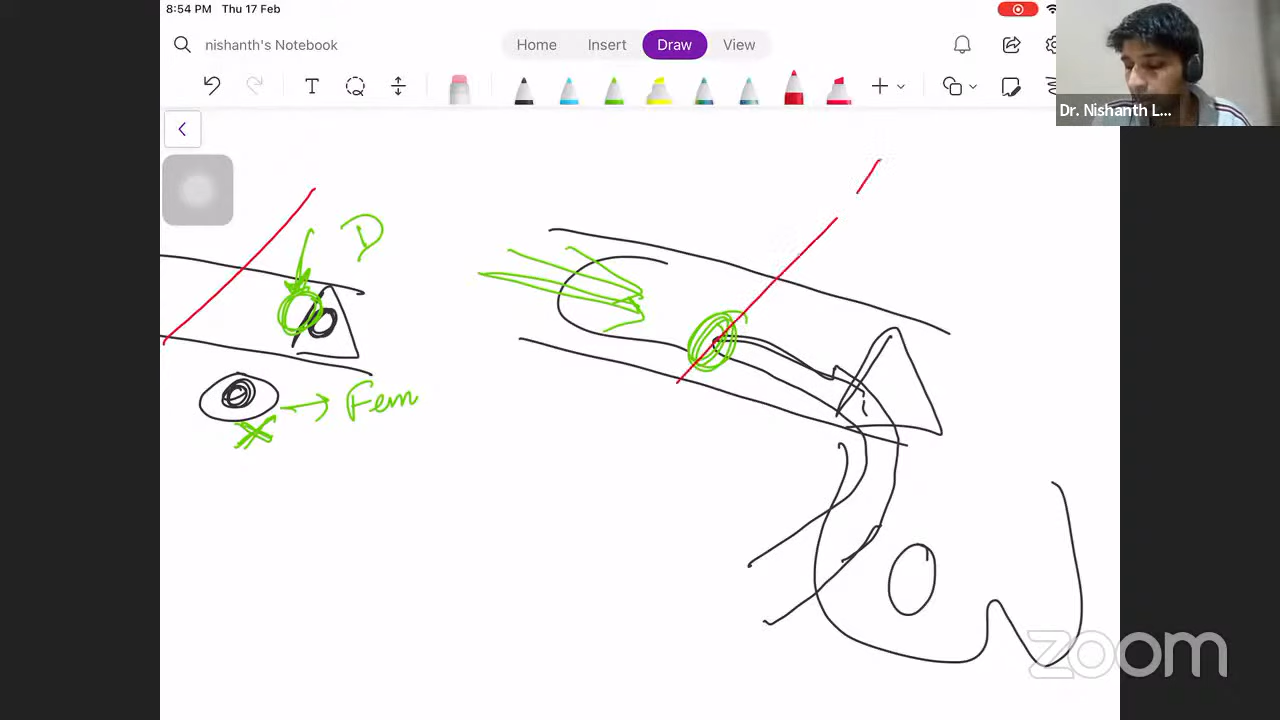 8:54 PM Thu 17 Feb
nishanth's Notebook
Home Insert Draw View
T
Dr. Nishanth L...
D
Fem
zoom